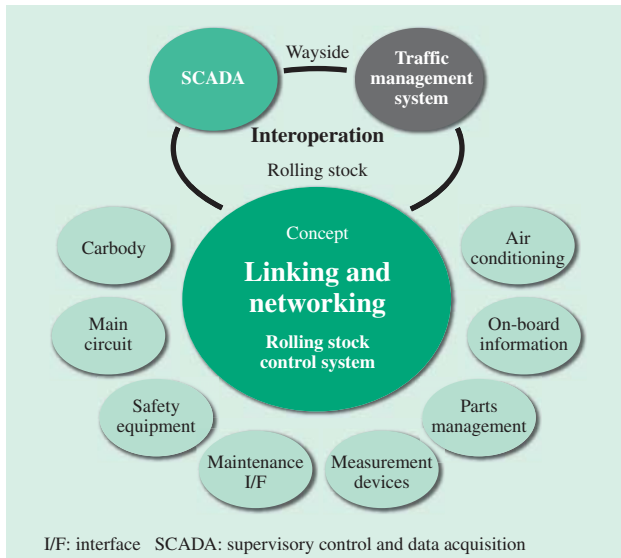 Wayside
SCADA
Traffic
management
system
Interoperation
Rolling stock
Concept
Linking and
networking
Rolling stock
control system
Carbody
Main
circuit
Safety
equipment
Maintenance
I/F
Measurement
devices
Parts
management
On-board
information
Air
conditioning
I/F: interface SCADA: supervisory control and data acquisition